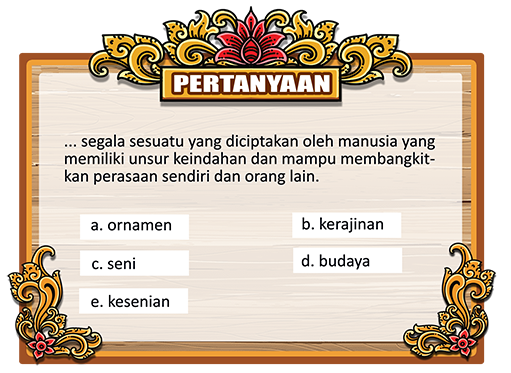 PERTANYAAN
... segala sesuatu yang diciptakan oleh manusia yang
memiliki unsur keindahan dan mampu membangkit-
kan perasaan sendiri dan orang lain.
a. ornamen
b. kerajinan
c. seni
d. budaya
e. kesenian